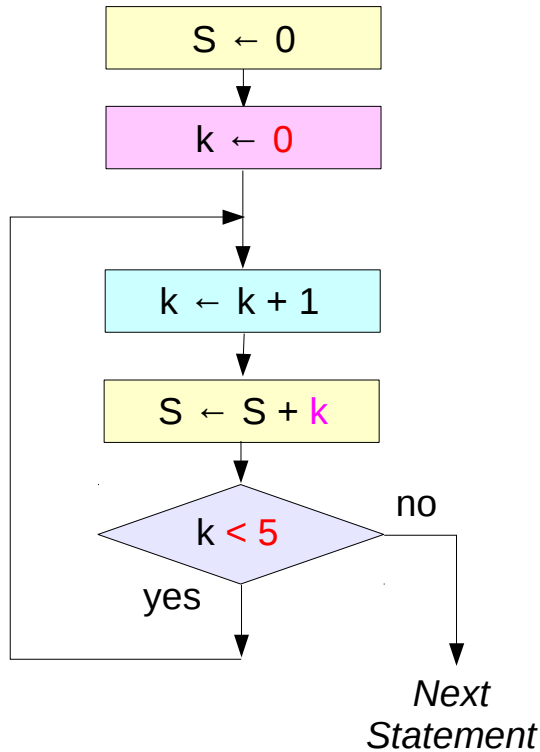 S ← 0
k ← 0
k ← k + 1
S ← S + k
k < 5
no
yes
Next
Statement